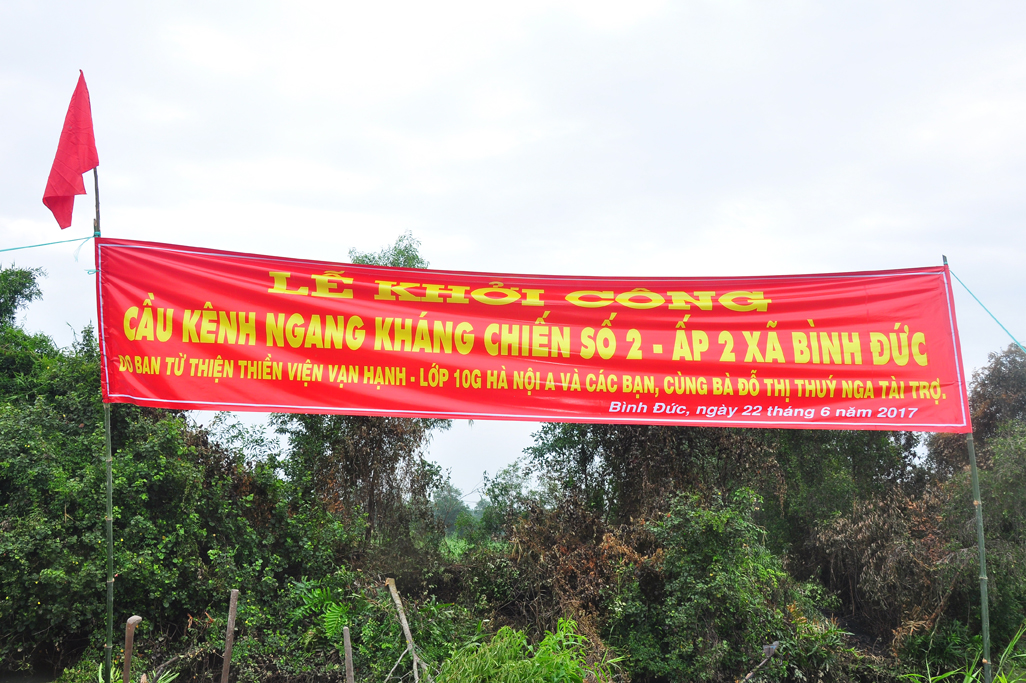 LỄ KHỞI CÔNG
CẦU KÊNH NGANG KHÁNG CHIẾN SỐ 2 - ẤP 2 XÃ BÌNH ĐỨC
DO BAN TỪ THIỆN THIỀN VIỆN VẠN HẠNH - LỚP 10G HÀ NỘI A VÀ CÁC BẠN, CÙNG BÀ ĐỖ THỊ THUÝ NGA TÀI TRỢ.
Bình Đức, ngày 22 tháng 6 năm 2017